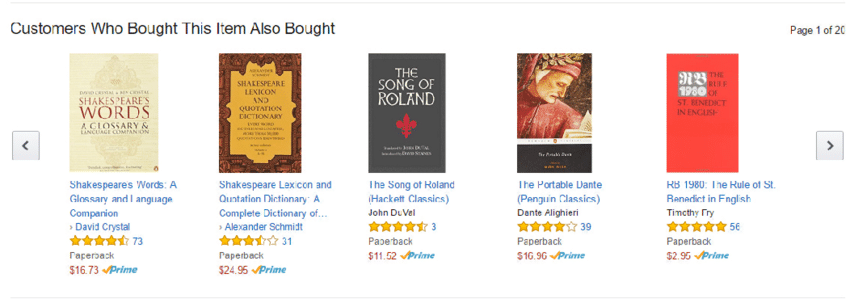 Customers Who Bought This Item Also Bought
Page 1 of 20
DAVID CRYSTAL & BEN CRYSTAL
SHAKESPEARE'S
WORDS
A GLOSSARY &
LANGUAGE COMPANION
SHAKESPEARE
LEXICON
AND
QUOTATION
DICTIONARY
THE
SONG OF
ROLAND
The Portable Dante
RB
1980
THE
RULE
OF
ST. BENEDICT
IN ENGLISH
Shakespeare's Words: A
Glossary and Language
Companion
› David Crystal
73
Paperback
$16.73 Prime
Shakespeare Lexicon and
Quotation Dictionary: A
Complete Dictionary of...
› Alexander Schmidt
31
Paperback
$24.95 Prime
The Song of Roland
(Hackett Classics)
John DuVal
3
Paperback
$11.52 Prime
The Portable Dante
(Penguin Classics)
Dante Alighieri
39
Paperback
$16.96 Prime
RB 1980: The Rule of St.
Benedict in English
Timothy Fry
56
Paperback
$2.95 Prime